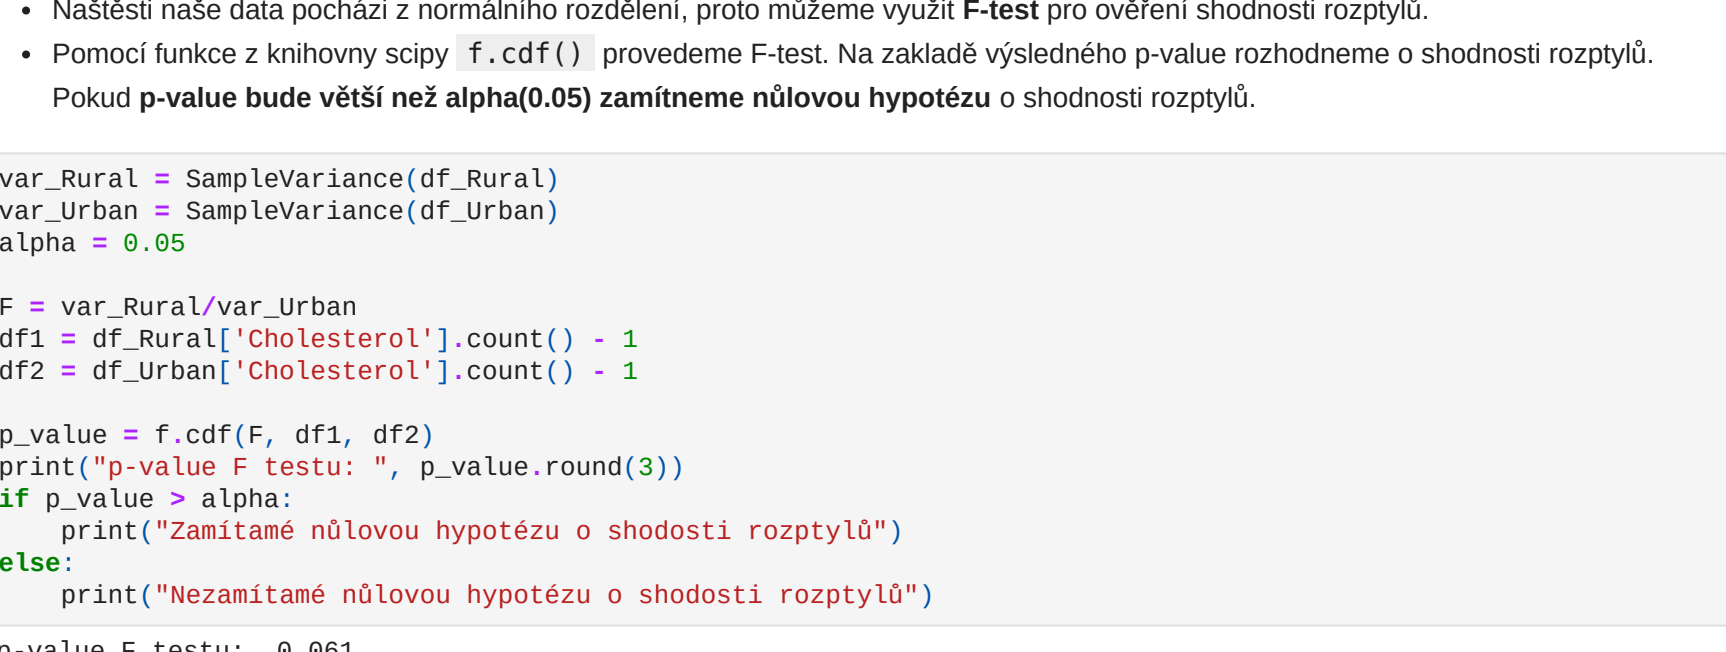 Naštěsti naše data pochází z normálního rozdělení, proto můžeme využit F-test pro ověření shodnosti rozptylů.
Pomocí funkce z knihovny scipy f.cdf() provedeme F-test. Na zakladě výsledného p-value rozhodneme o shodnosti rozptylů.
Pokud p-value bude větší než alpha(0.05) zamítneme nůlovou hypotézu o shodnosti rozptylů.
var_Rural = SampleVariance(df_Rural)
var_Urban = SampleVariance(df_Urban)
alpha = 0.05
F = var_Rural/var_Urban
df1 = df_Rural['Cholesterol'].count() - 1
df2 = df_Urban['Cholesterol'].count() - 1
p_value = f.cdf(F, df1, df2)
print("p-value F testu: ", p_value.round(3))
if p_value > alpha:
print("Zamítamé nůlovou hypotézu o shodosti rozptylů")
else:
print("Nezamítamé nůlovou hypotézu o shodosti rozptylů")
p-value F testu: 0.061